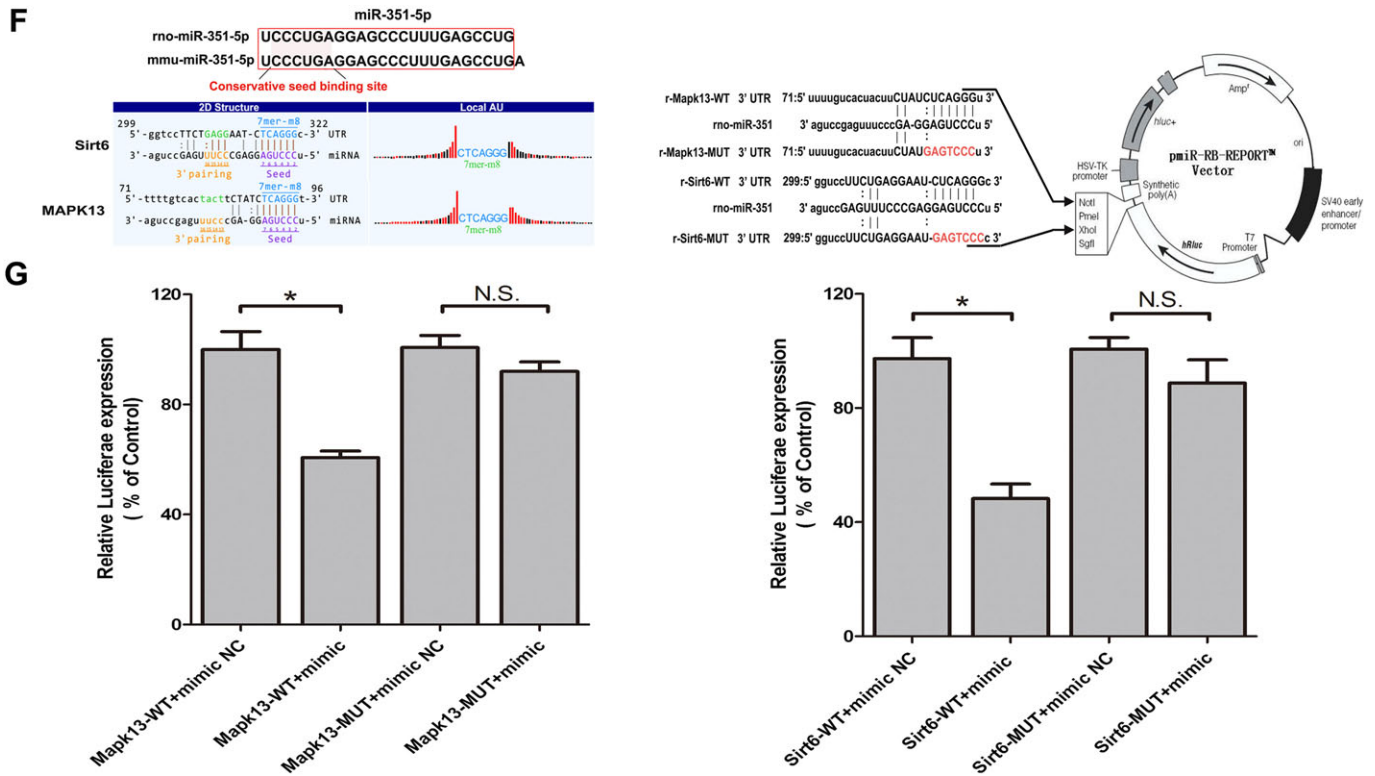 F
miR-351-5p
rno-miR-351-5p UCCCUGAGGAGCCCUUUGAGCCUG
mmu-miR-351-5p UCCCUGAGGAGCCCUUUGAGCCUGA
Conservative seed binding site
2D Structure Local AU
299 7mer-m8 322
5'-ggtccTTCTGAGGAAT-CTCAGGGc-3' UTR
Sirt6
3'-aguccGAGUUUCCCGAGGAGUCCCu-5' miRNA
3'pairing Seed
CTCAGGG
7mer-m8
71 7mer-m8 96
5'-ttttgtcactacttCTATCTCAGGGt-3' UTR
MAPK13
3'-aguccgaguuucccGA-GGAGUCCCu-5' miRNA
3'pairing Seed
CTCAGGG
7mer-m8
r-Mapk13-WT 3' UTR 71:5' uuuugucacuacuuCUAUCUCAGGGu 3'
rno-miR-351 3' aguccgaguuucccGA-GGAGUCCCu 5'
r-Mapk13-MUT 3' UTR 71:5' uuuugucacuacuuCUAUGAGTCCCu 3'
r-Sirt6-WT 3' UTR 299:5' gguccUUCUGAGGAAU-CUCAGGGc 3'
rno-miR-351 3' aguccGAGUUUCCCGAGGAGUCCCu 5'
r-Sirt6-MUT 3' UTR 299:5' gguccUUCUGAGGAAU-GAGTCCCc 3'
Ampr
hluc+
ori
pmiR-RB-REPORT™
Vector
HSV-TK
promoter
Synthetic
poly(A)
NotI
PmeI
XhoI
SgfI
hRluc
T7
Promoter
SV40 early
enhancer/
promoter
G
Relative Luciferae expression
( % of Control)
120
80
40
0
*
N.S.
Mapk13-WT+mimic NC
Mapk13-WT+mimic
Mapk13-MUT+mimic NC
Mapk13-MUT+mimic
Relative Luciferae expression
( % of Control)
120
80
40
0
*
N.S.
Sirt6-WT+mimic NC
Sirt6-WT+mimic
Sirt6-MUT+mimic NC
Sirt6-MUT+mimic